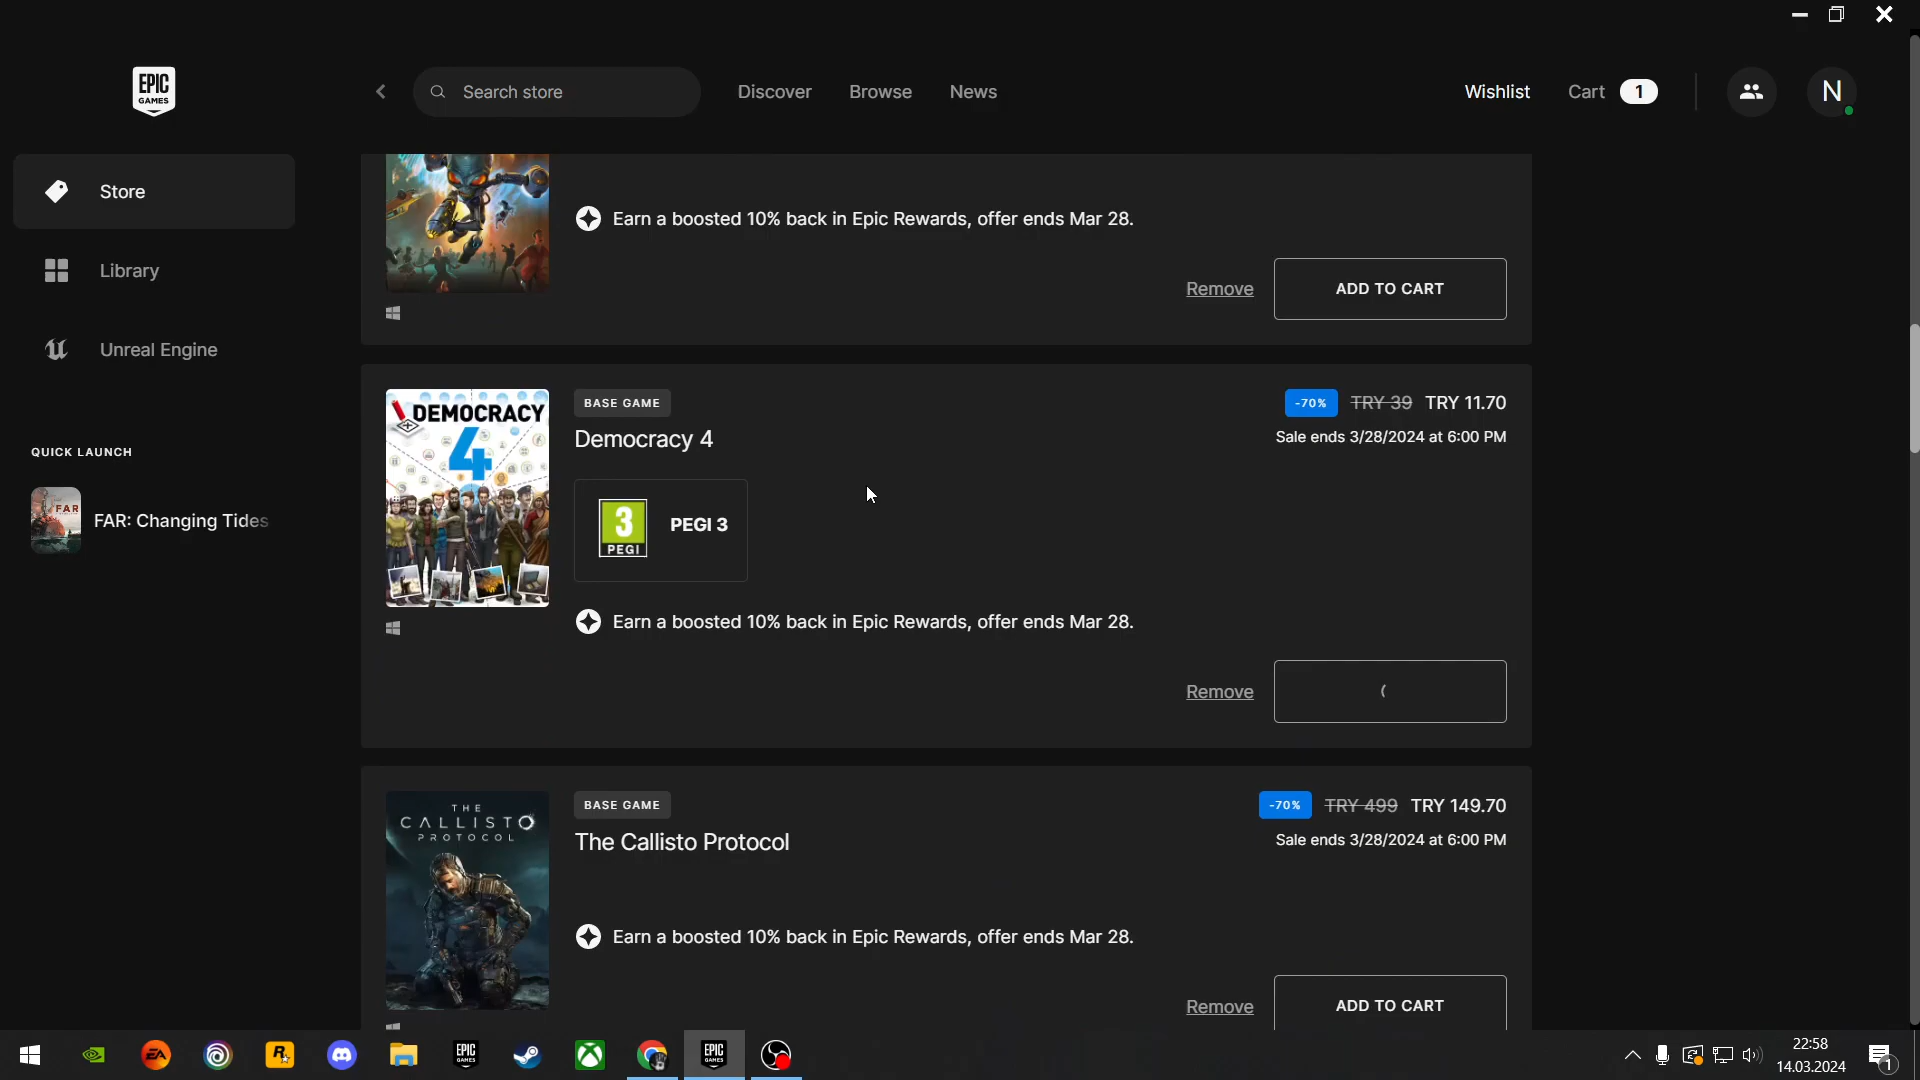 EPIC
GAMES
Search store
Discover
Browse
News
Wishlist
Cart
1
N
Store
Library
Unreal Engine
QUICK LAUNCH
FAR
FAR: Changing Tides
Earn a boosted 10% back in Epic Rewards, offer ends Mar 28.
Remove
ADD TO CART
DEMOCRACY
4
BASE GAME
Democracy 4
-70%
TRY 39
TRY 11.70
Sale ends 3/28/2024 at 6:00 PM
3
PEGI
PEGI 3
Earn a boosted 10% back in Epic Rewards, offer ends Mar 28.
Remove
THE
CALLISTO
PROTOCOL
BASE GAME
The Callisto Protocol
-70%
TRY 499
TRY 149.70
Sale ends 3/28/2024 at 6:00 PM
Earn a boosted 10% back in Epic Rewards, offer ends Mar 28.
Remove
ADD TO CART
EA
R
EPIC
GAMES
EPIC
GAMES
22:58
14.03.2024
1